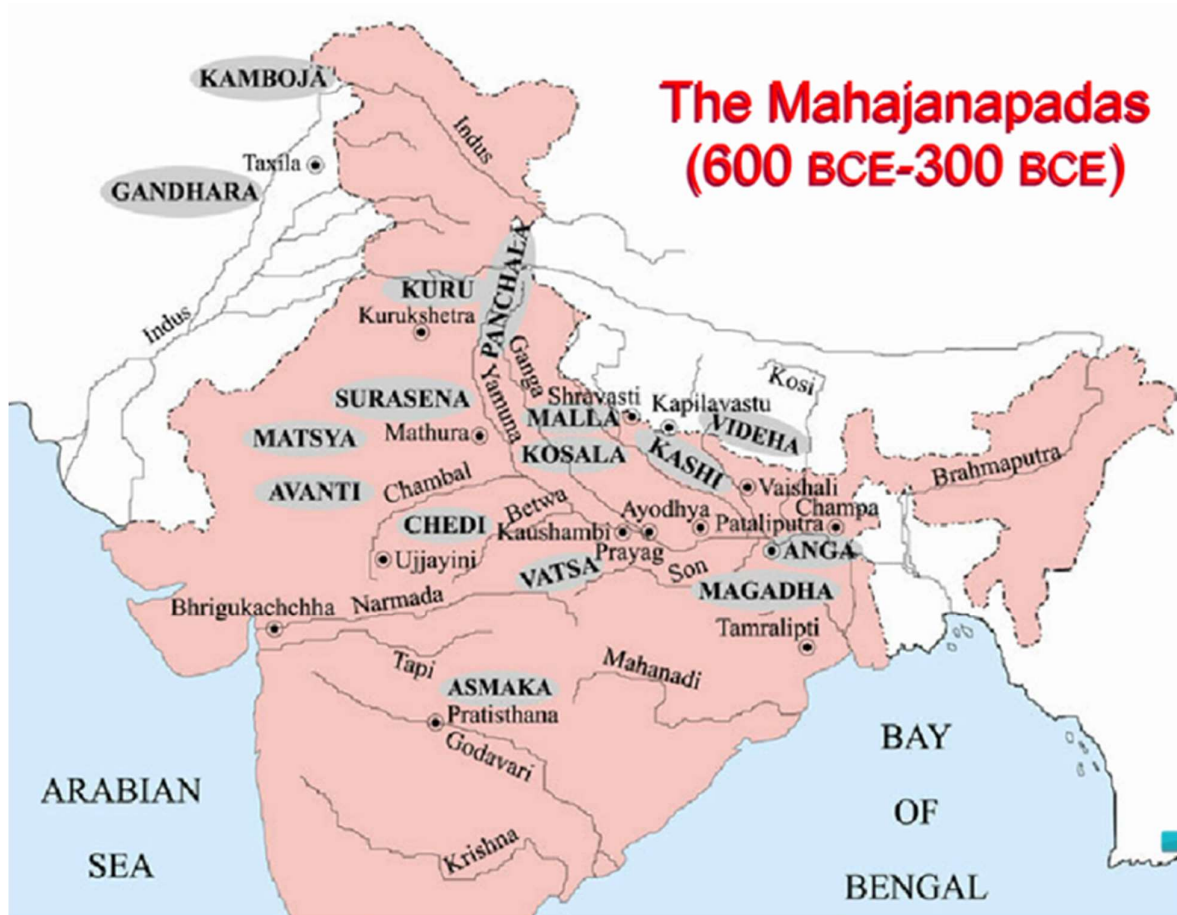 The Mahajanapadas
(600 BCE-300 BCE)
KAMBOJA
Indus
Taxila
GANDHARA
PANCHALA
KURU
Kurukshetra
Indus
Ganga
Yamuna
Kosi
SURASENA
Shravasti
Kapilavastu
MALLA
VIDEHA
MATSYA
Mathura
KOSALA
KASHI
Brahmaputra
AVANTI
Chambal
Vaishali
Betwa
Ayodhya
Champa
CHEDI
Kaushambi
Pataliputra
Prayag
ANGA
Ujjayini
VATSA
Son
MAGADHA
Bhrigukachchha
Narmada
Tamralipti
Tapi
Mahanadi
ASMAKA
Pratisthana
Godavari
BAY
OF
BENGAL
ARABIAN
SEA
Krishna